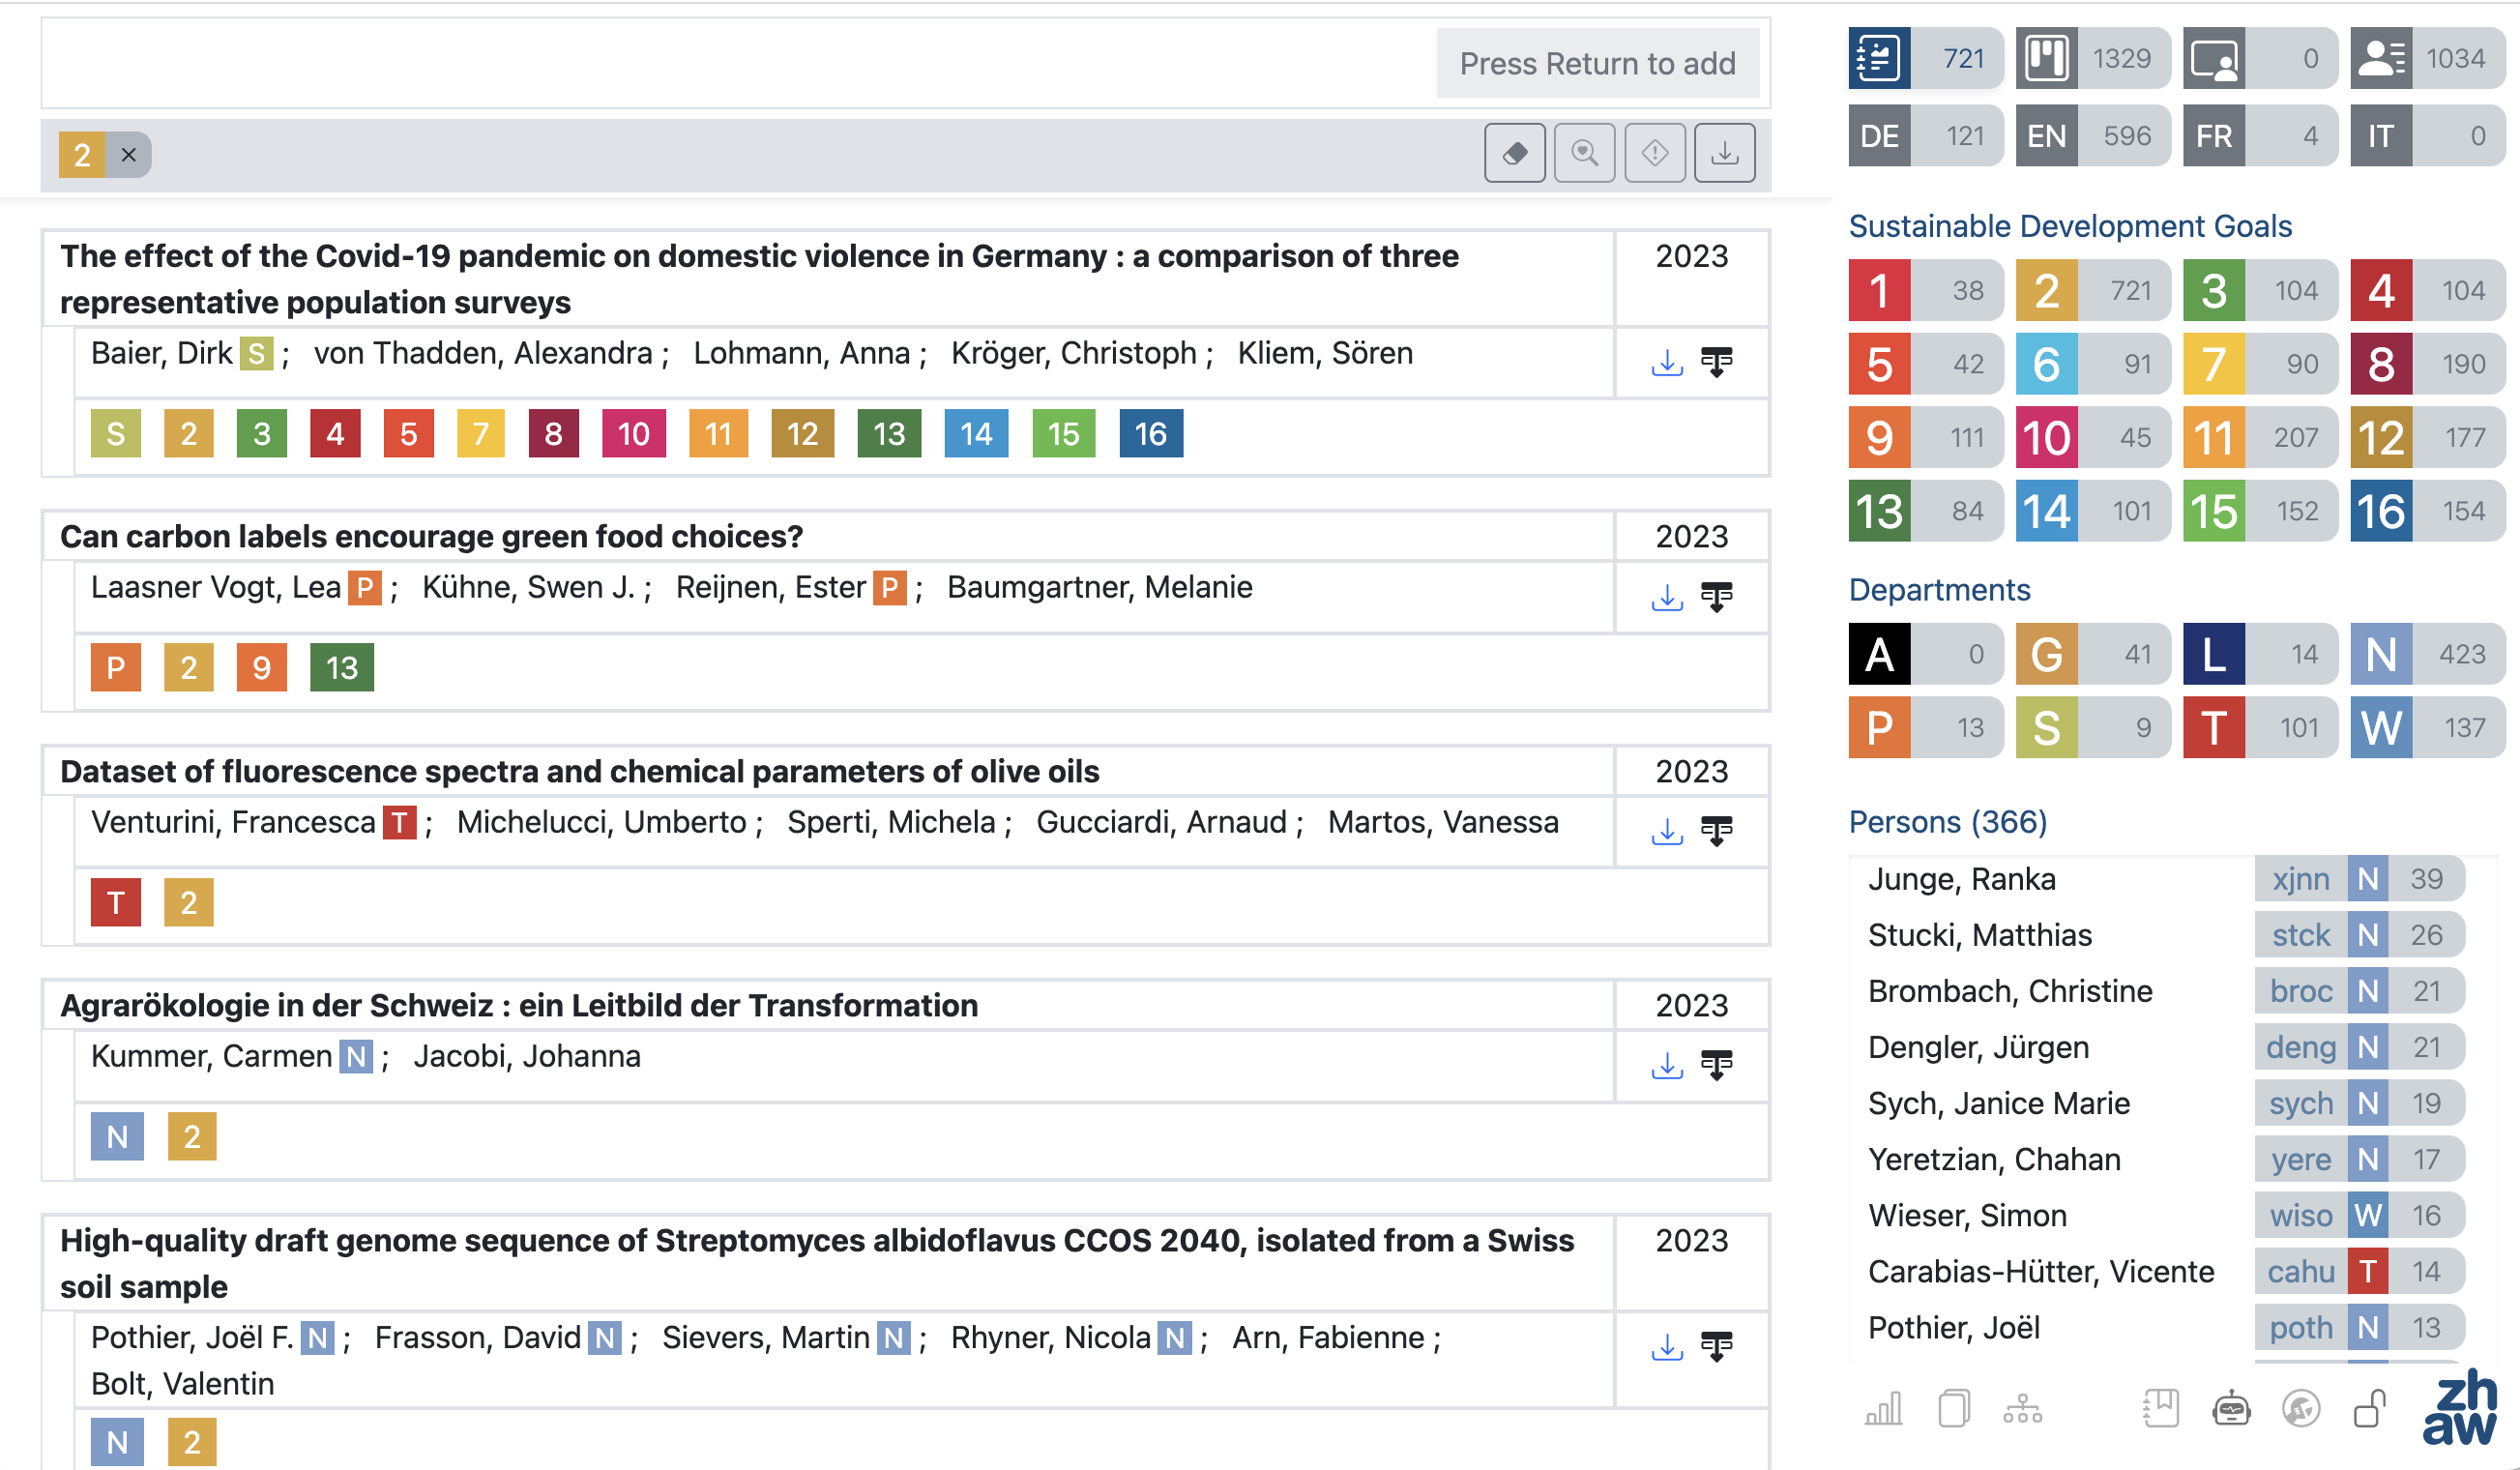 Press Return to add
2 ×
The effect of the Covid-19 pandemic on domestic violence in Germany : a comparison of three
representative population surveys
2023
Baier, Dirk S ; von Thadden, Alexandra ; Lohmann, Anna ; Kröger, Christoph ; Kliem, Sören
S 2 3 4 5 7 8 10 11 12 13 14 15 16
Can carbon labels encourage green food choices?
2023
Laasner Vogt, Lea P ; Kühne, Swen J. ; Reijnen, Ester P ; Baumgartner, Melanie
P 2 9 13
Dataset of fluorescence spectra and chemical parameters of olive oils
2023
Venturini, Francesca T ; Michelucci, Umberto ; Sperti, Michela ; Gucciardi, Arnaud ; Martos, Vanessa
T 2
Agrarökologie in der Schweiz : ein Leitbild der Transformation
2023
Kummer, Carmen N ; Jacobi, Johanna
N 2
High-quality draft genome sequence of Streptomyces albidoflavus CCOS 2040, isolated from a Swiss
soil sample
2023
Pothier, Joël F. N ; Frasson, David N ; Sievers, Martin N ; Rhyner, Nicola N ; Arn, Fabienne ;
Bolt, Valentin
N 2
721 1329 0 1034
DE 121 EN 596 FR 4 IT 0
Sustainable Development Goals
1 38 2 721 3 104 4 104
5 42 6 91 7 90 8 190
9 111 10 45 11 207 12 177
13 84 14 101 15 152 16 154
Departments
A 0 G 41 L 14 N 423
P 13 S 9 T 101 W 137
Persons (366)
Junge, Ranka xjnn N 39
Stucki, Matthias stck N 26
Brombach, Christine broc N 21
Dengler, Jürgen deng N 21
Sych, Janice Marie sych N 19
Yeretzian, Chahan yere N 17
Wieser, Simon wiso W 16
Carabias-Hütter, Vicente cahu T 14
Pothier, Joël poth N 13
zh
aw